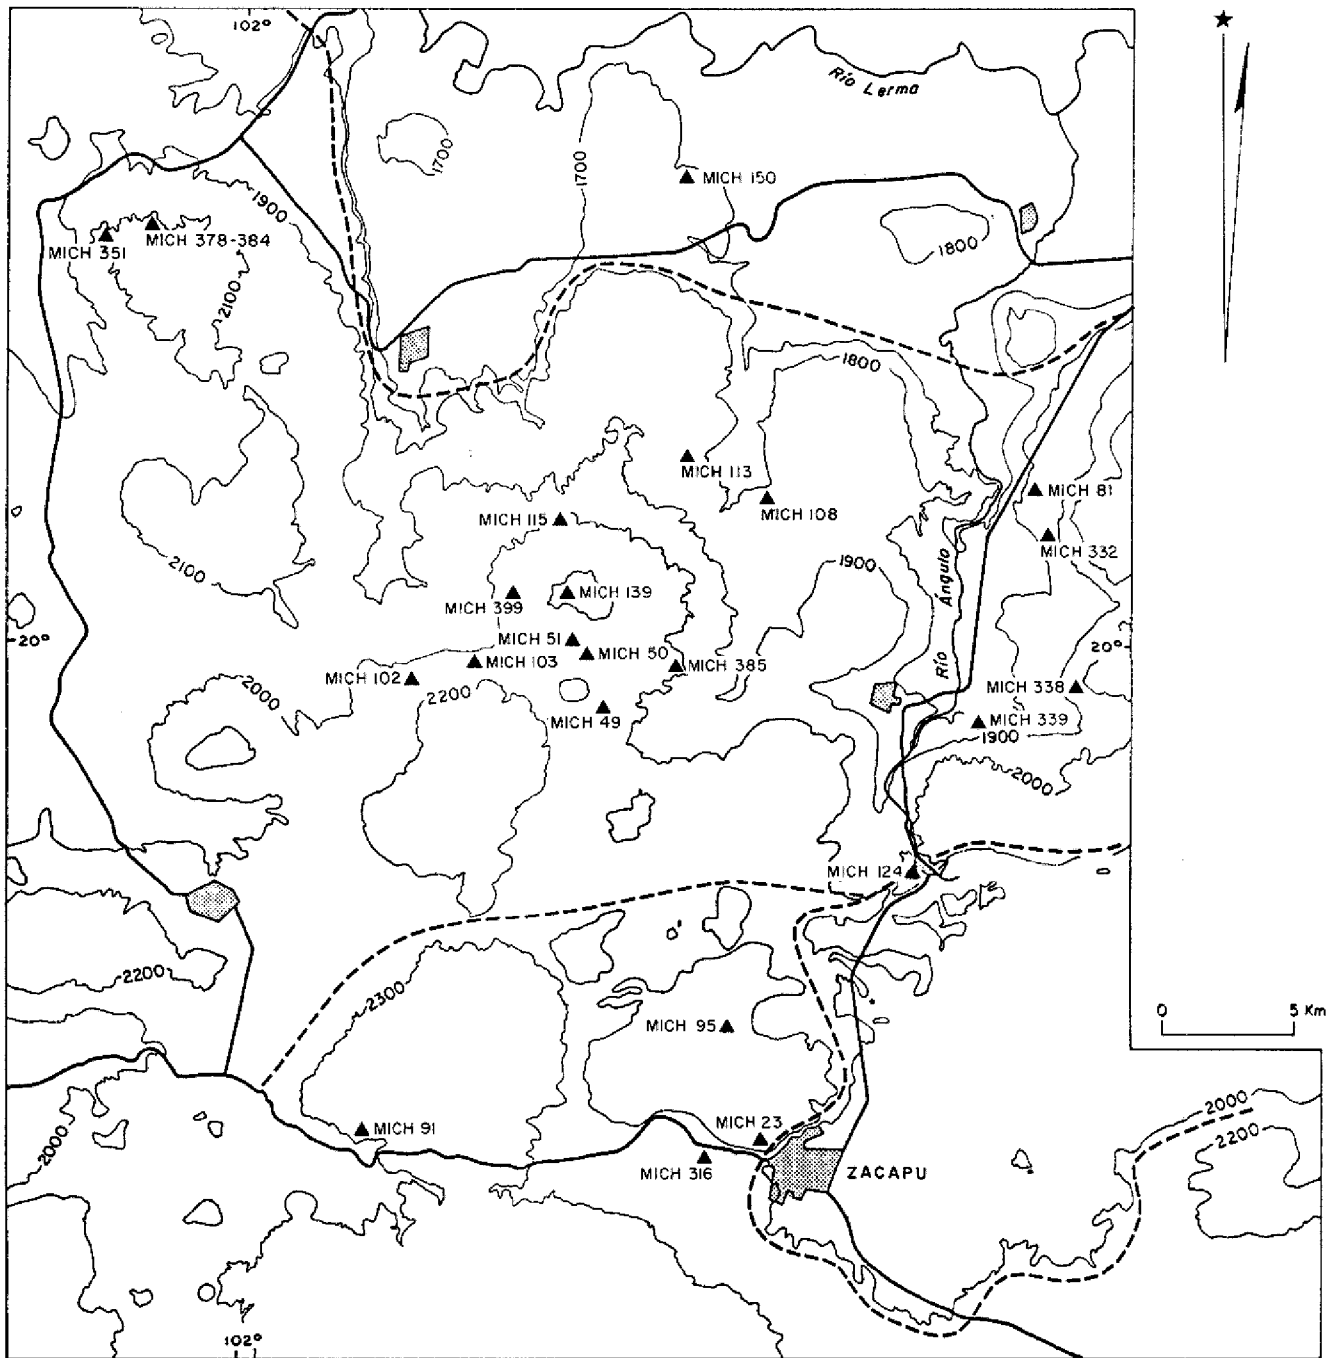 102°
Río Lerma
1700
1700
MICH 150
1900
MICH 378-384
MICH 351
1800
2100
1800
MICH 113
MICH 81
MICH 108
MICH 115
MICH 332
2100
1900
Río Ángulo
MICH 139
MICH 399
20°
MICH 51
20°
MICH 50
MICH 103
MICH 385
MICH 102
MICH 338
2000
2200
MICH 49
MICH 339
1900
2000
MICH 124
2200
2300
0 5 Km
MICH 95
2000
2200
MICH 91
MICH 23
2000
MICH 316
ZACAPU
102°